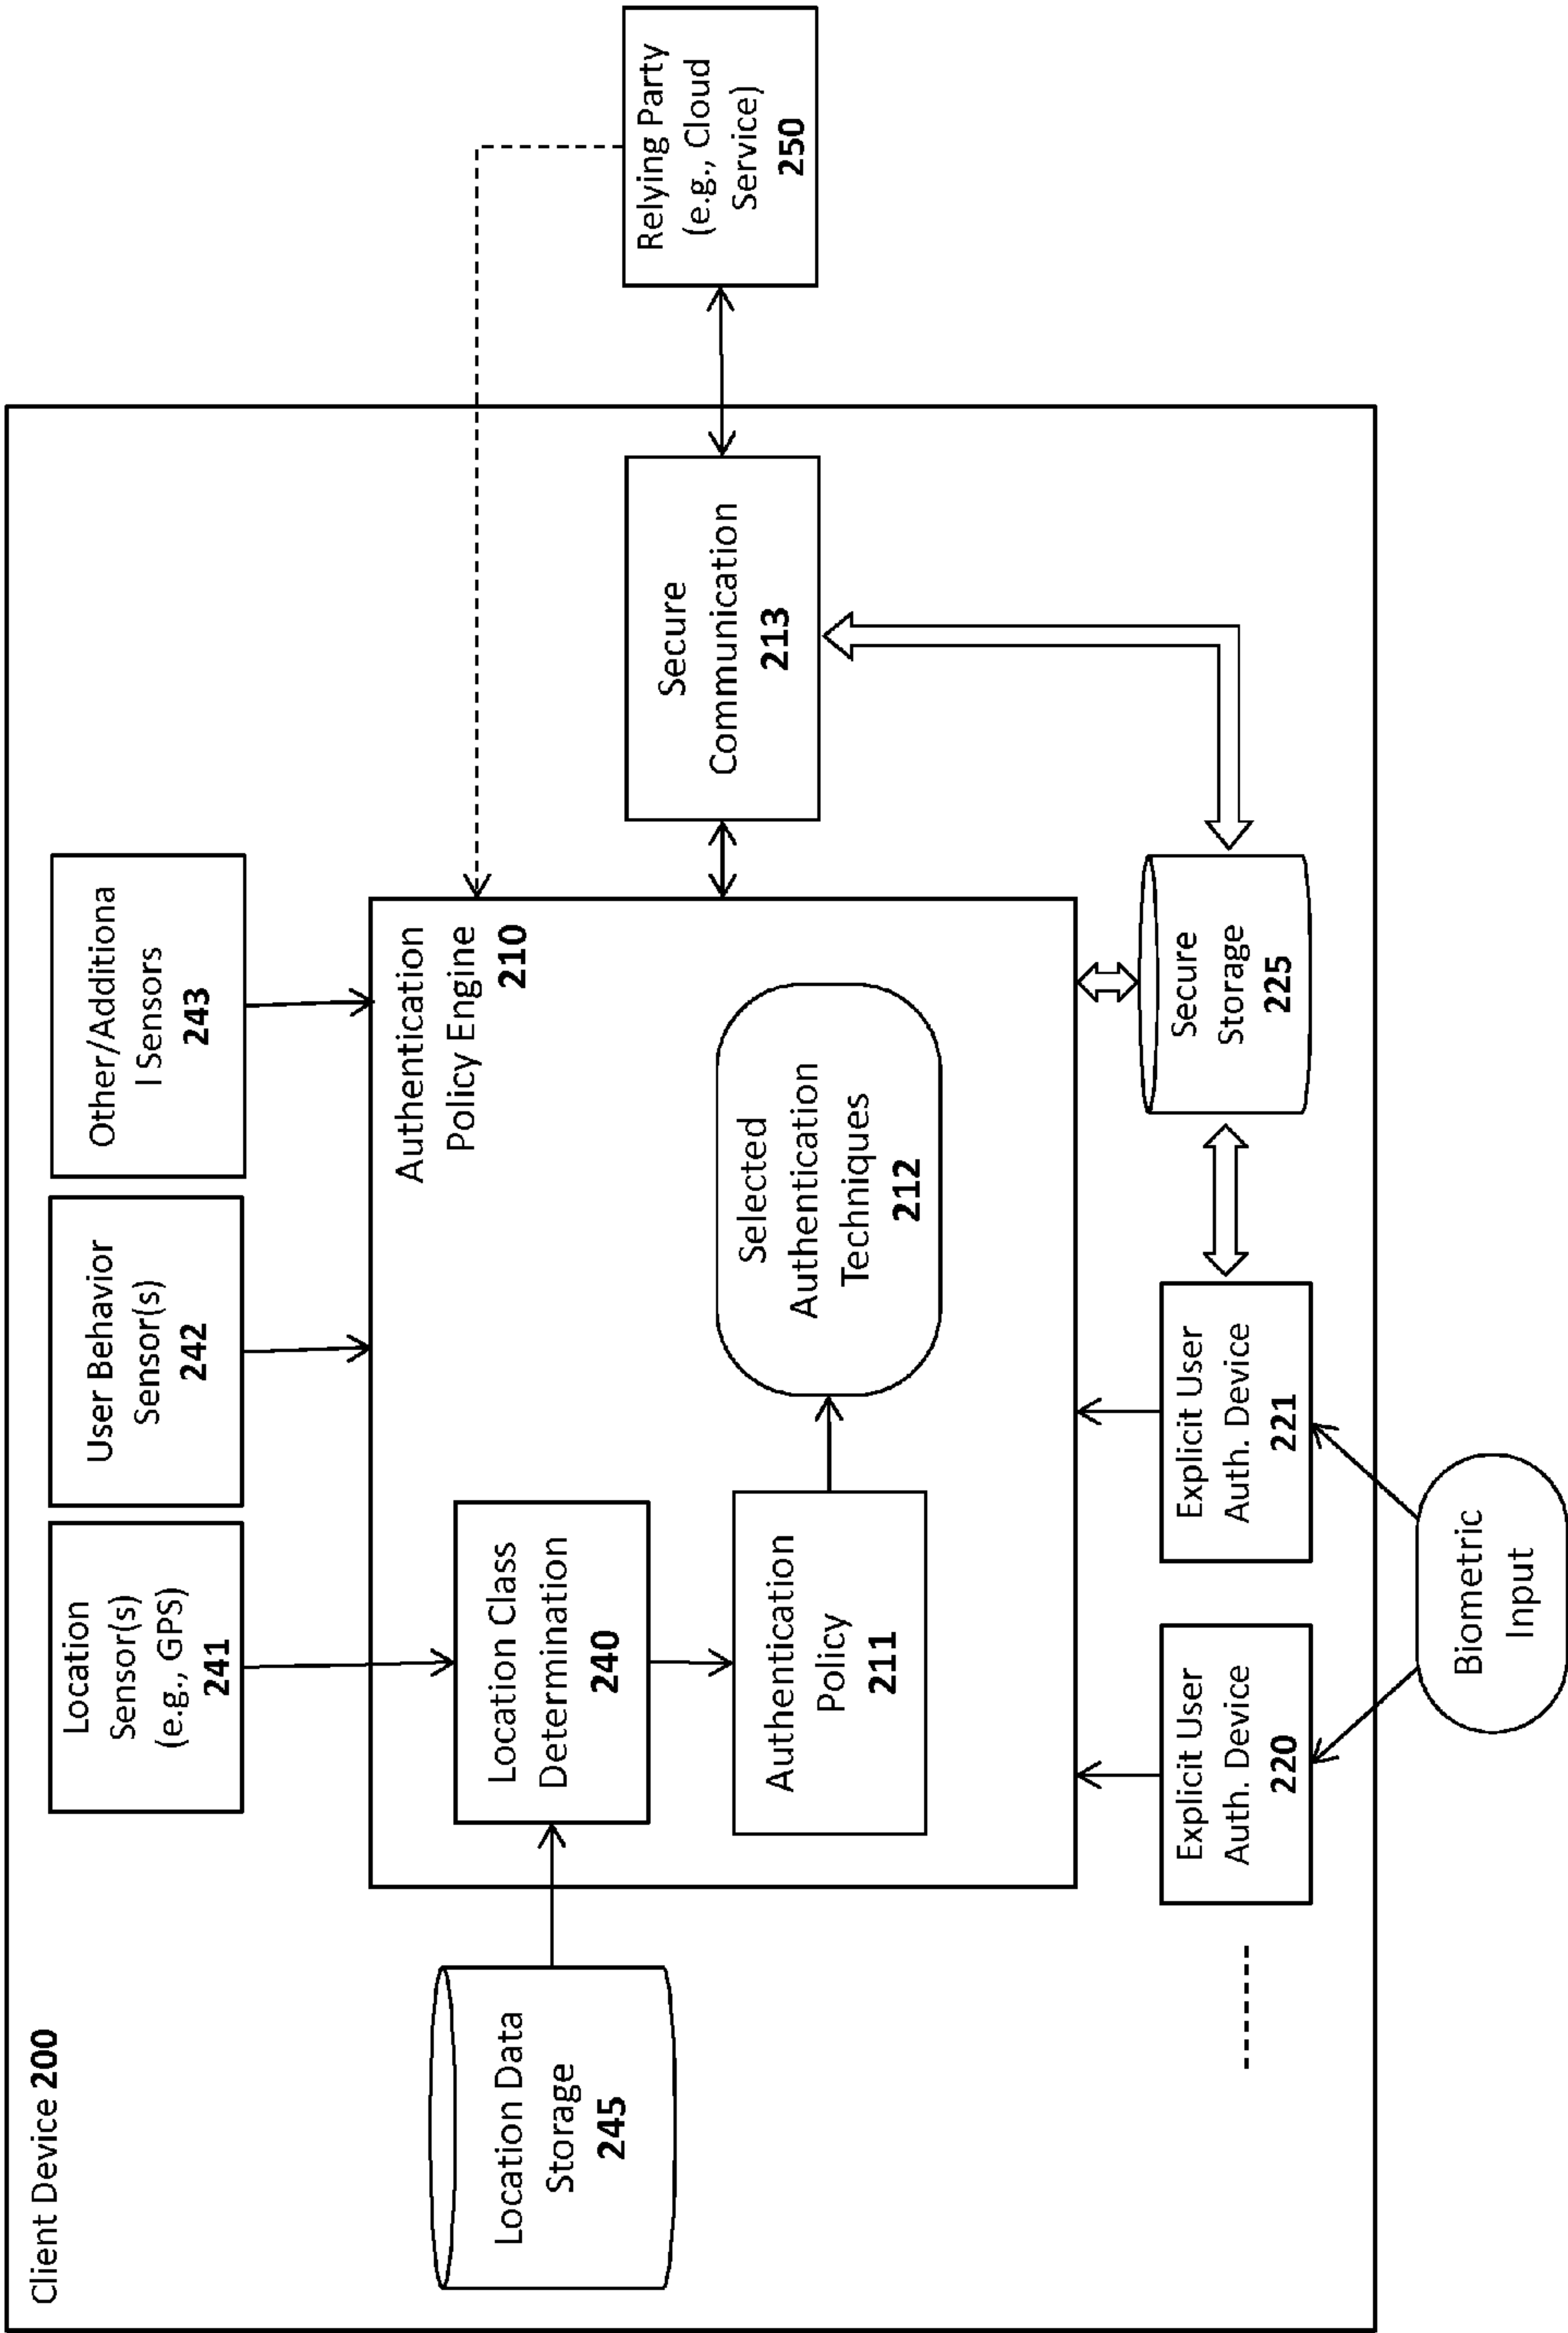 Client Device 200
Location
Sensor(s)
(e.g., GPS)
241
User Behavior
Sensor(s)
242
Other/Additiona
l Sensors
243
Location Data
Storage
245
Location Class
Determination
240
Authentication
Policy Engine
210
Authentication
Policy
211
Selected
Authentication
Techniques
212
Secure
Communication
213
Relying Party
(e.g., Cloud
Service)
250
Explicit User
Auth. Device
220
Explicit User
Auth. Device
221
Secure
Storage
225
Biometric
Input